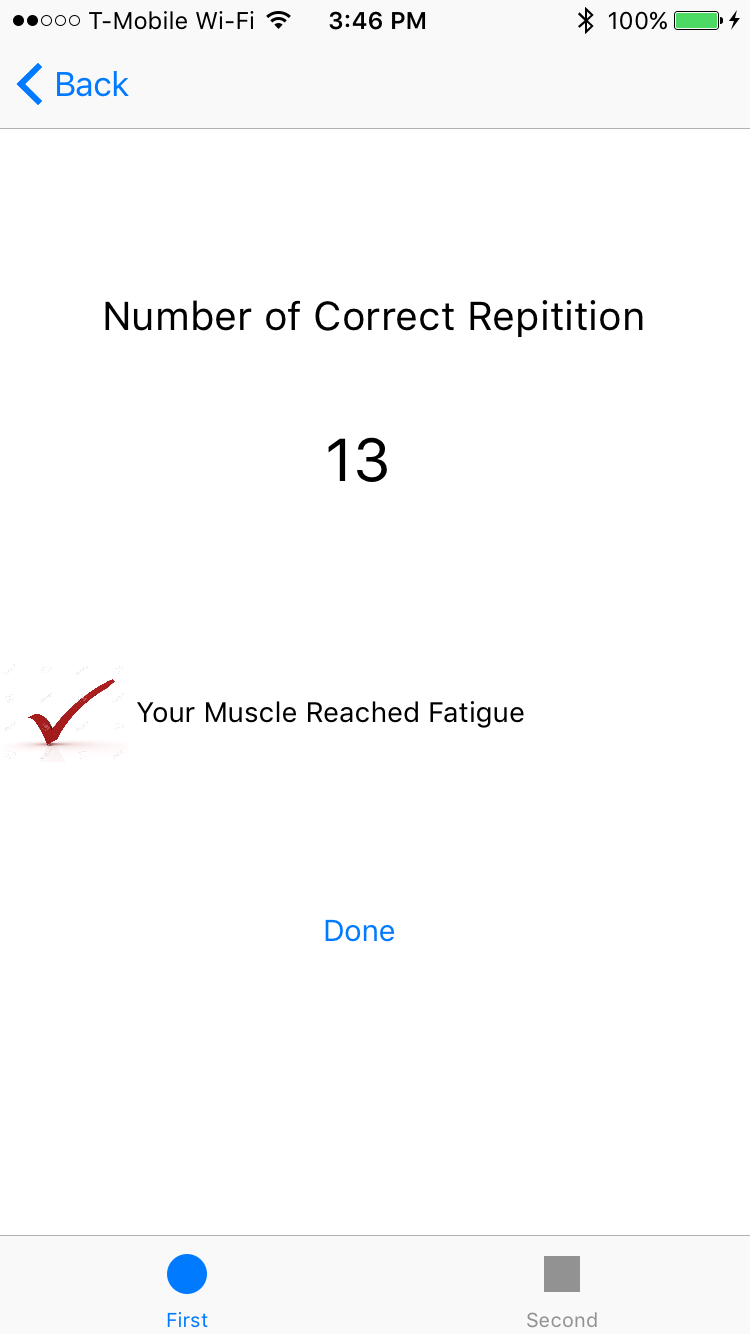 T-Mobile Wi-Fi 3:46 PM 100%
Back
Number of Correct Repitition
13
Your Muscle Reached Fatigue
Done
First Second